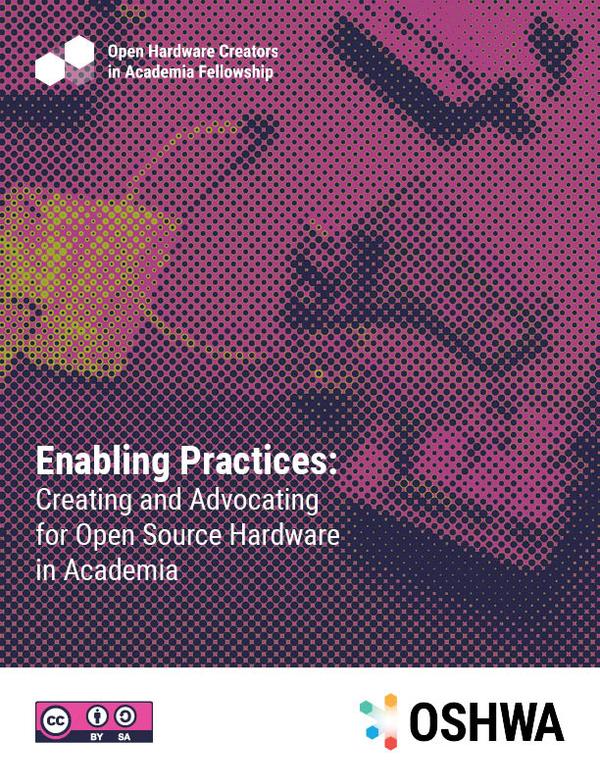 Open Hardware Creators
in Academia Fellowship
Enabling Practices:
Creating and Advocating
for Open Source Hardware
in Academia
cc
BY SA
OSHWA